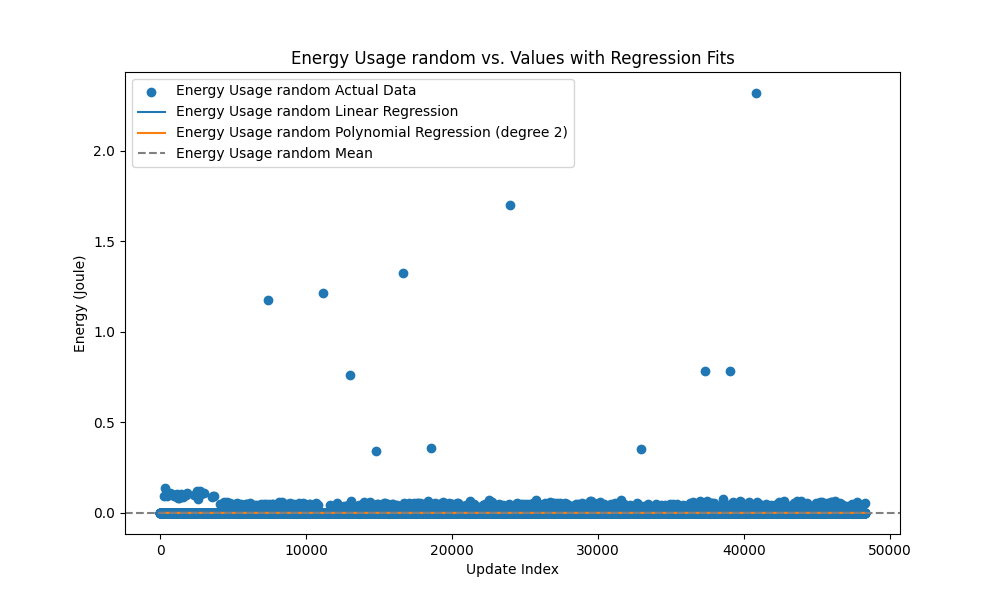 Energy Usage random vs. Values with Regression Fits
Energy Usage random Actual Data
Energy Usage random Linear Regression
Energy Usage random Polynomial Regression (degree 2)
Energy Usage random Mean
Energy (Joule)
2.0
1.5
1.0
0.5
0.0
0
10000
20000
30000
40000
50000
Update Index